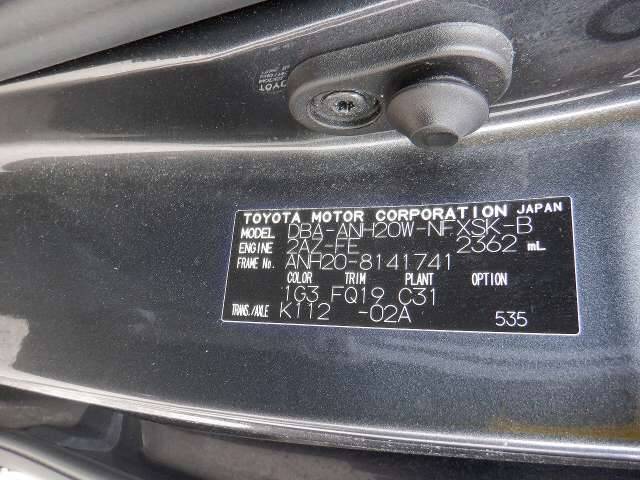 TOYOTA MOTOR CORPORATION JAPAN
MODEL DBA-ANH20W-NFXSK-B
ENGINE 2AZ-FE 2362 mL
FRAME No. ANH20-8141741
COLOR TRIM PLANT OPTION
1G3 FQ19 C31
TRANS./AXLE K112 -02A 535